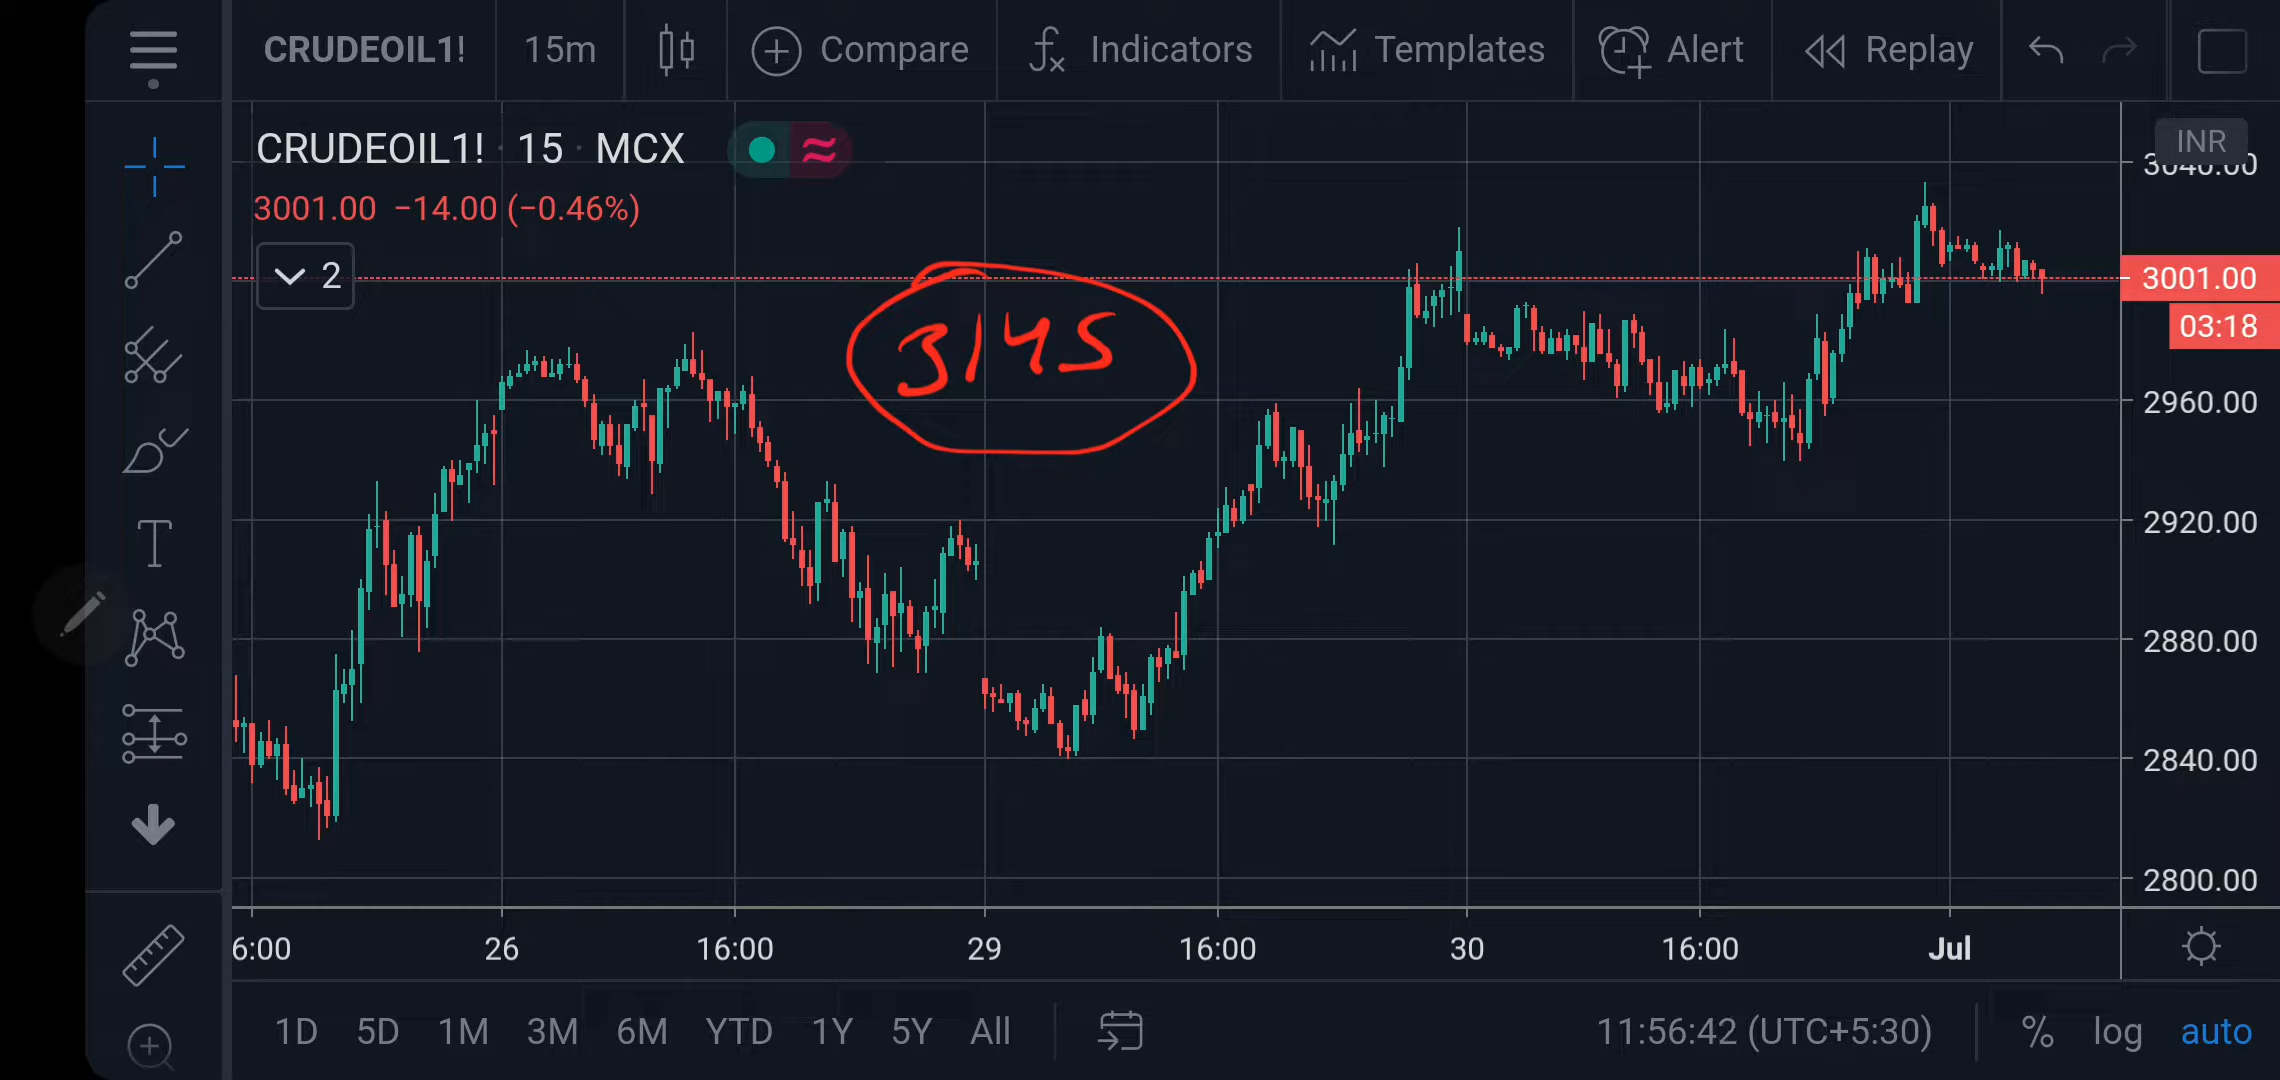 CRUDEOIL1! 15m Compare Indicators Templates Alert Replay
CRUDEOIL1! · 15 · MCX
INR
3001.00 −14.00 (−0.46%)
2
3145
3040.00
3001.00
03:18
2960.00
2920.00
2880.00
2840.00
2800.00
6:00 26 16:00 29 16:00 30 16:00 Jul
1D 5D 1M 3M 6M YTD 1Y 5Y All 11:56:42 (UTC+5:30) % log auto